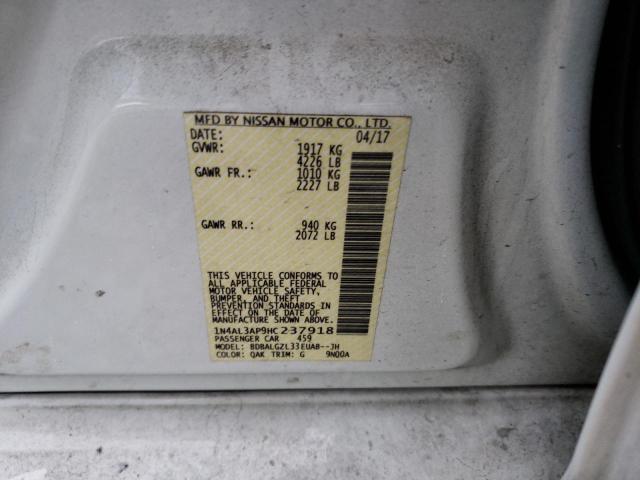 MFD BY NISSAN MOTOR CO., LTD.
DATE: 04/17
GVWR: 1917 KG
4226 LB
GAWR FR.: 1010 KG
2227 LB
GAWR RR.: 940 KG
2072 LB
THIS VEHICLE CONFORMS TO
ALL APPLICABLE FEDERAL
MOTOR VEHICLE SAFETY,
BUMPER, AND THEFT
PREVENTION STANDARDS IN
EFFECT ON THE DATE OF
MANUFACTURE SHOWN ABOVE.
1N4AL3AP9HC237918
PASSENGER CAR 459
MODEL: BDBALGZL33EUAB--JH
COLOR: QAK TRIM: G 9NQ0A